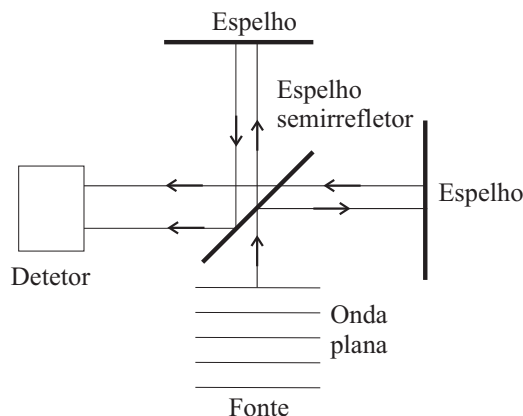 Espelho
Espelho
semirrefletor
Espelho
Detetor
Onda
plana
Fonte